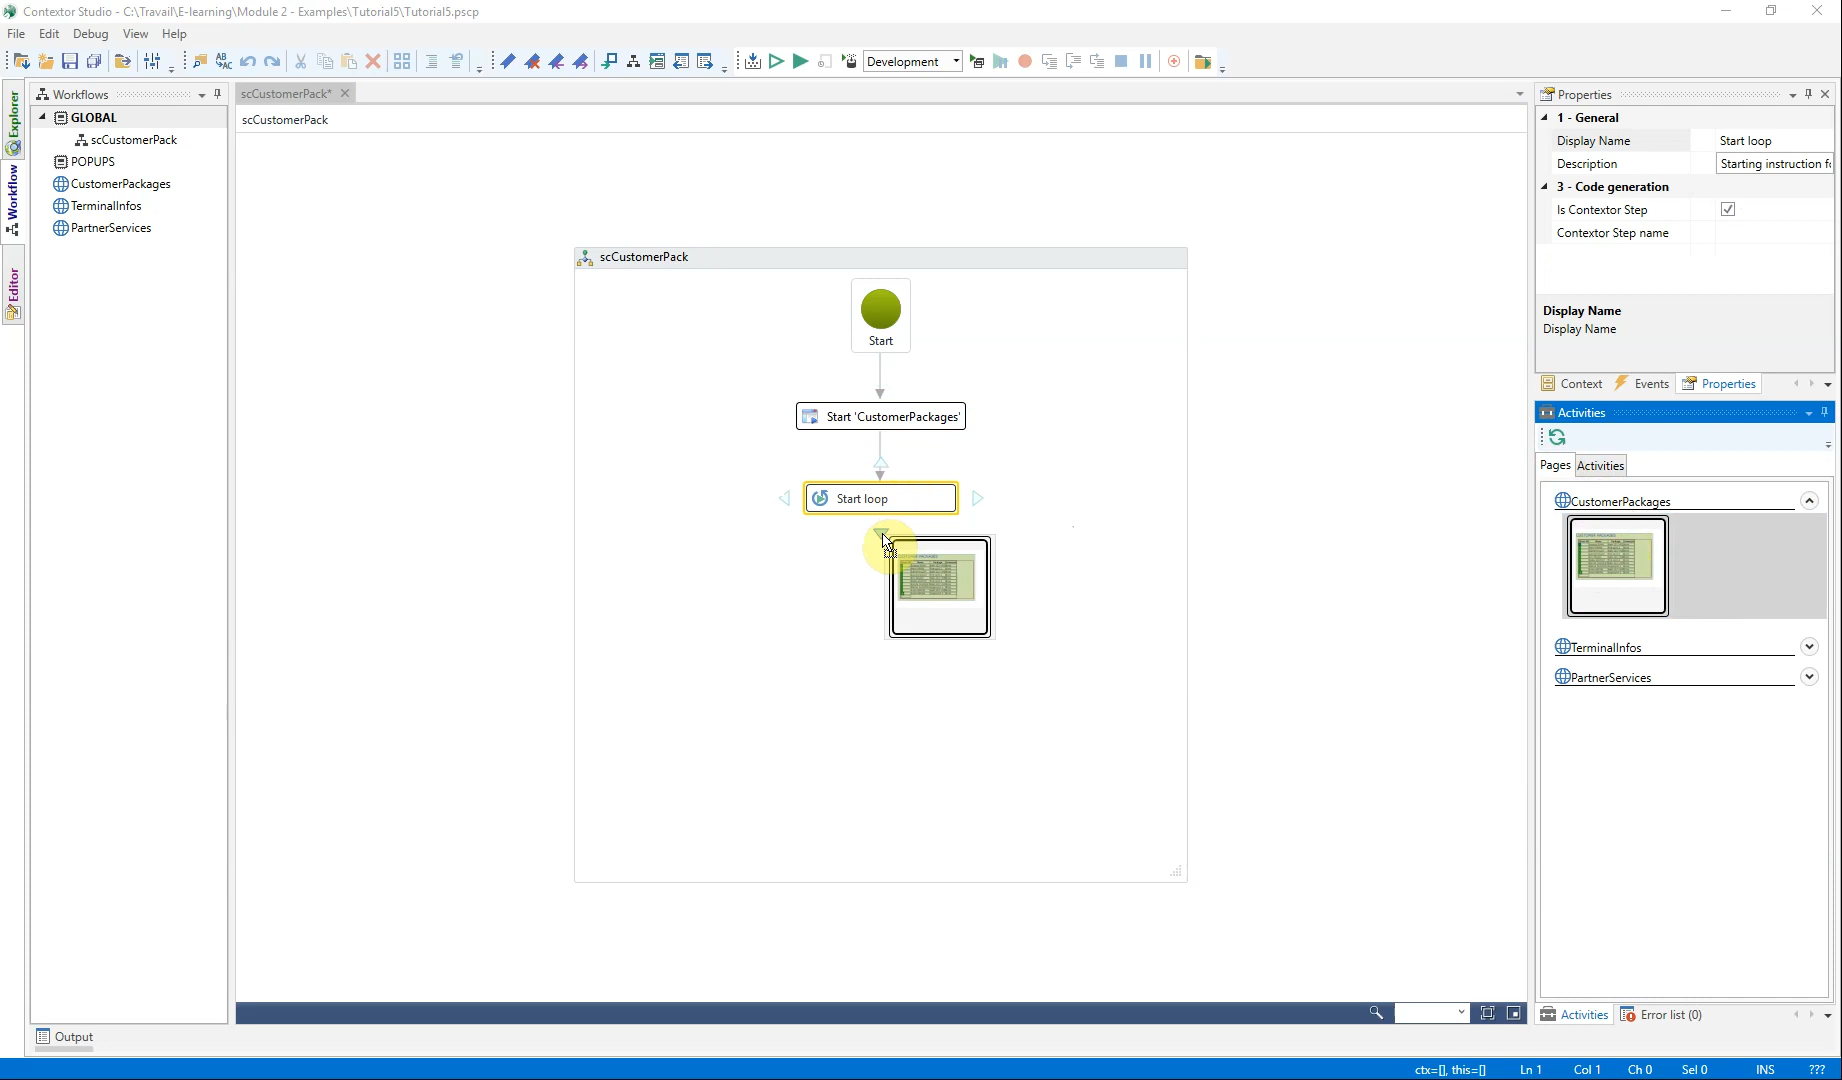 Contextor Studio - C:\Travail\E-learning\Module 2 - Examples\Tutorial5\Tutorial5.pscp
File Edit Debug View Help
Development
Explorer
Workflow
Editor
Workflows
GLOBAL
scCustomerPack
POPUPS
CustomerPackages
TerminalInfos
PartnerServices
scCustomerPack*
scCustomerPack
scCustomerPack
Start
Start 'CustomerPackages'
Start loop
Properties
1 - General
Display Name Start loop
Description Starting instruction fo
3 - Code generation
Is Contextor Step
Contextor Step name
Display Name
Display Name
Context Events Properties
Activities
Pages Activities
CustomerPackages
TerminalInfos
PartnerServices
Activities Error list (0)
Output
ctx=[], this=[] Ln 1 Col 1 Ch 0 Sel 0 INS ???